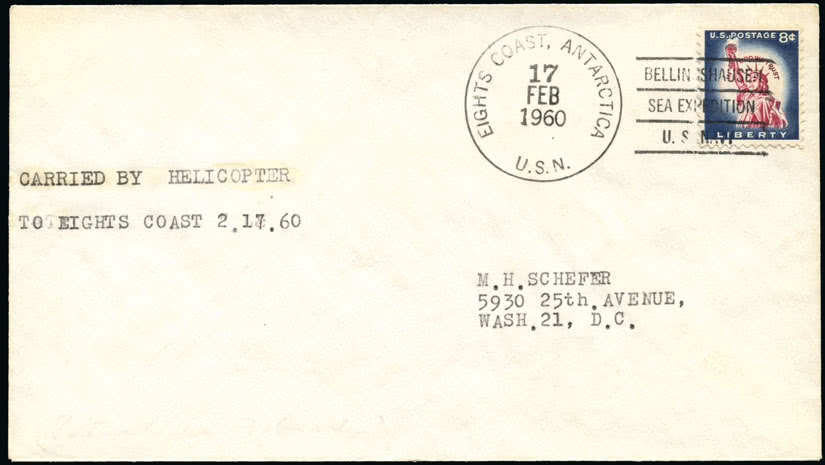 EIGHTS COAST, ANTARCTICA
17
FEB
1960
U.S.N.
BELLINGSHAUSEN
SEA EXPEDITION
U.S. NAVY
U.S. POSTAGE 8¢
LIBERTY
CARRIED BY HELICOPTER
TO EIGHTS COAST 2.17.60
M.H.SCHEFER
5930 25th.AVENUE,
WASH.21, D.C.